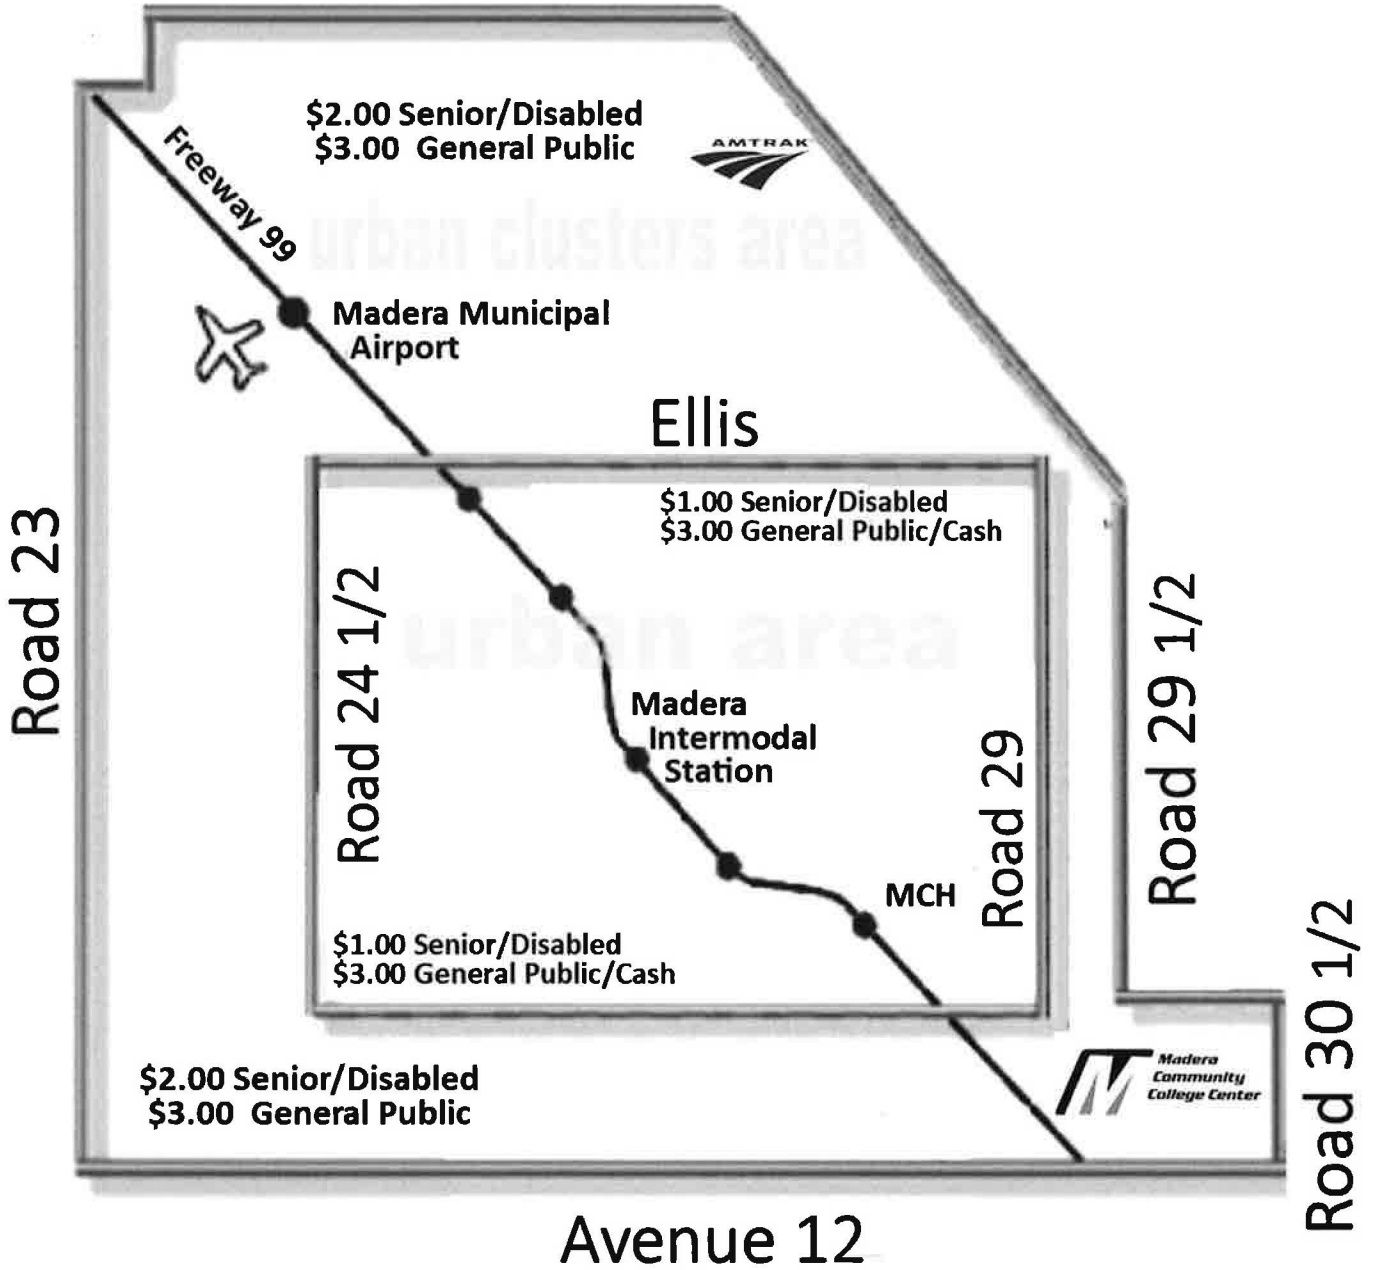 $2.00 Senior/Disabled
$3.00 General Public
AMTRAK
Freeway 99
urban clusters area
Madera Municipal
Airport
Ellis
$1.00 Senior/Disabled
$3.00 General Public/Cash
Road 23
Road 24 1/2
urban area
Madera
Intermodal
Station
Road 29
Road 29 1/2
MCH
$1.00 Senior/Disabled
$3.00 General Public/Cash
Road 30 1/2
$2.00 Senior/Disabled
$3.00 General Public
Madera
Community
College Center
Avenue 12